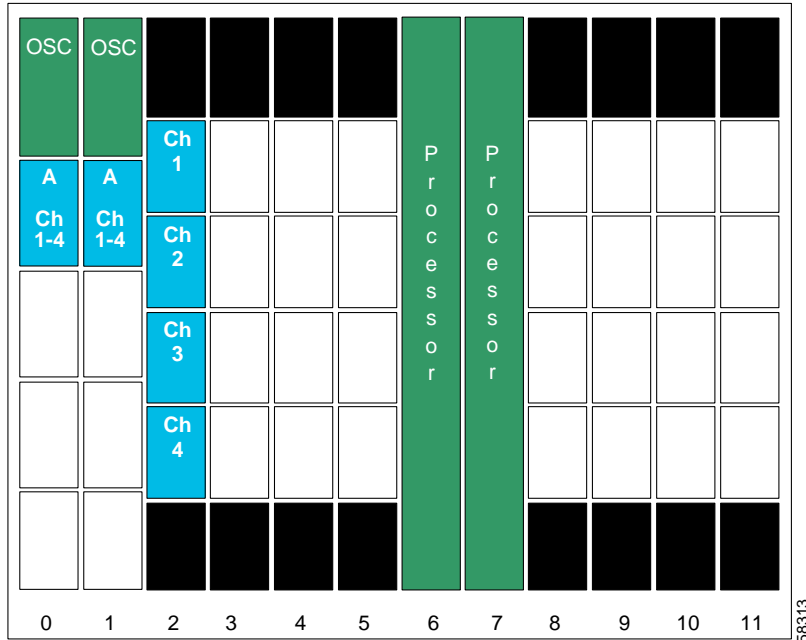 OSC
OSC
A
Ch
1-4
A
Ch
1-4
Ch
1
Ch
2
Ch
3
Ch
4
Processor
Processor
0 1 2 3 4 5 6 7 8 9 10 11
58313